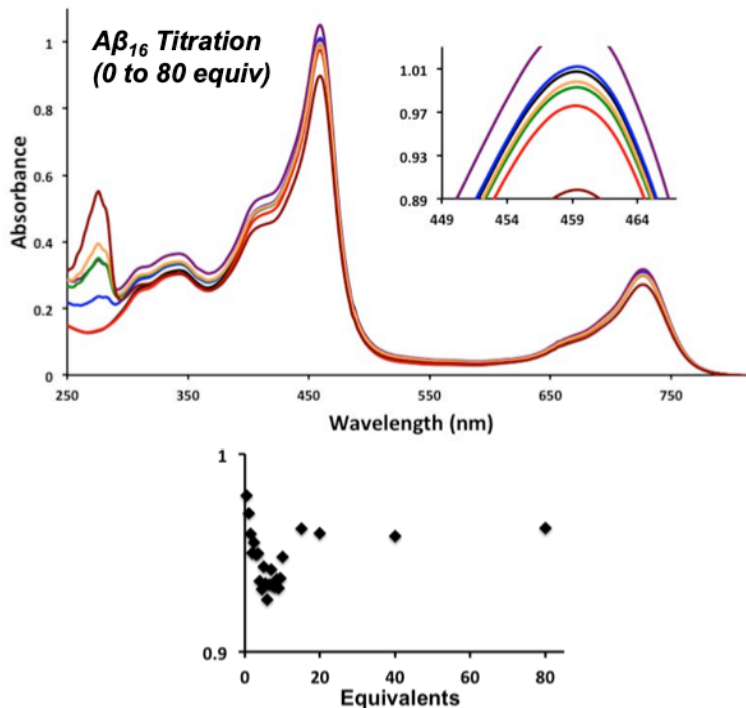 Aβ16 Titration
(0 to 80 equiv)
1
0.8
0.6
0.4
0.2
0
Absorbance
250 350 450 550 650 750
Wavelength (nm)
1.01
0.97
0.93
0.89
449 454 459 464
1
0.9
0 20 40 60 80
Equivalents